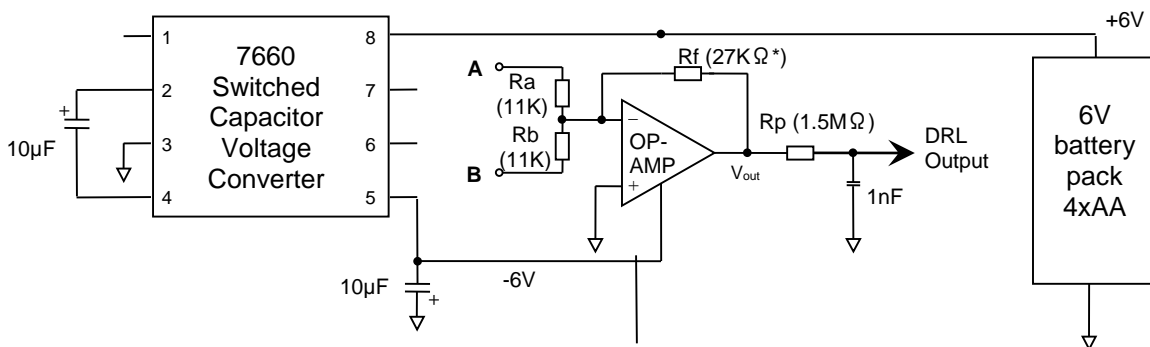 +6V
1 8
7660
Switched
Capacitor
Voltage
Converter
2 7
3 6
4 5
+
10µF
10µF
+
-6V
A
Ra
(11K)
Rb
(11K)
B
Rf (27KΩ*)
−
OP-
AMP
+
Vout
Rp (1.5MΩ)
DRL
Output
1nF
6V
battery
pack
4xAA